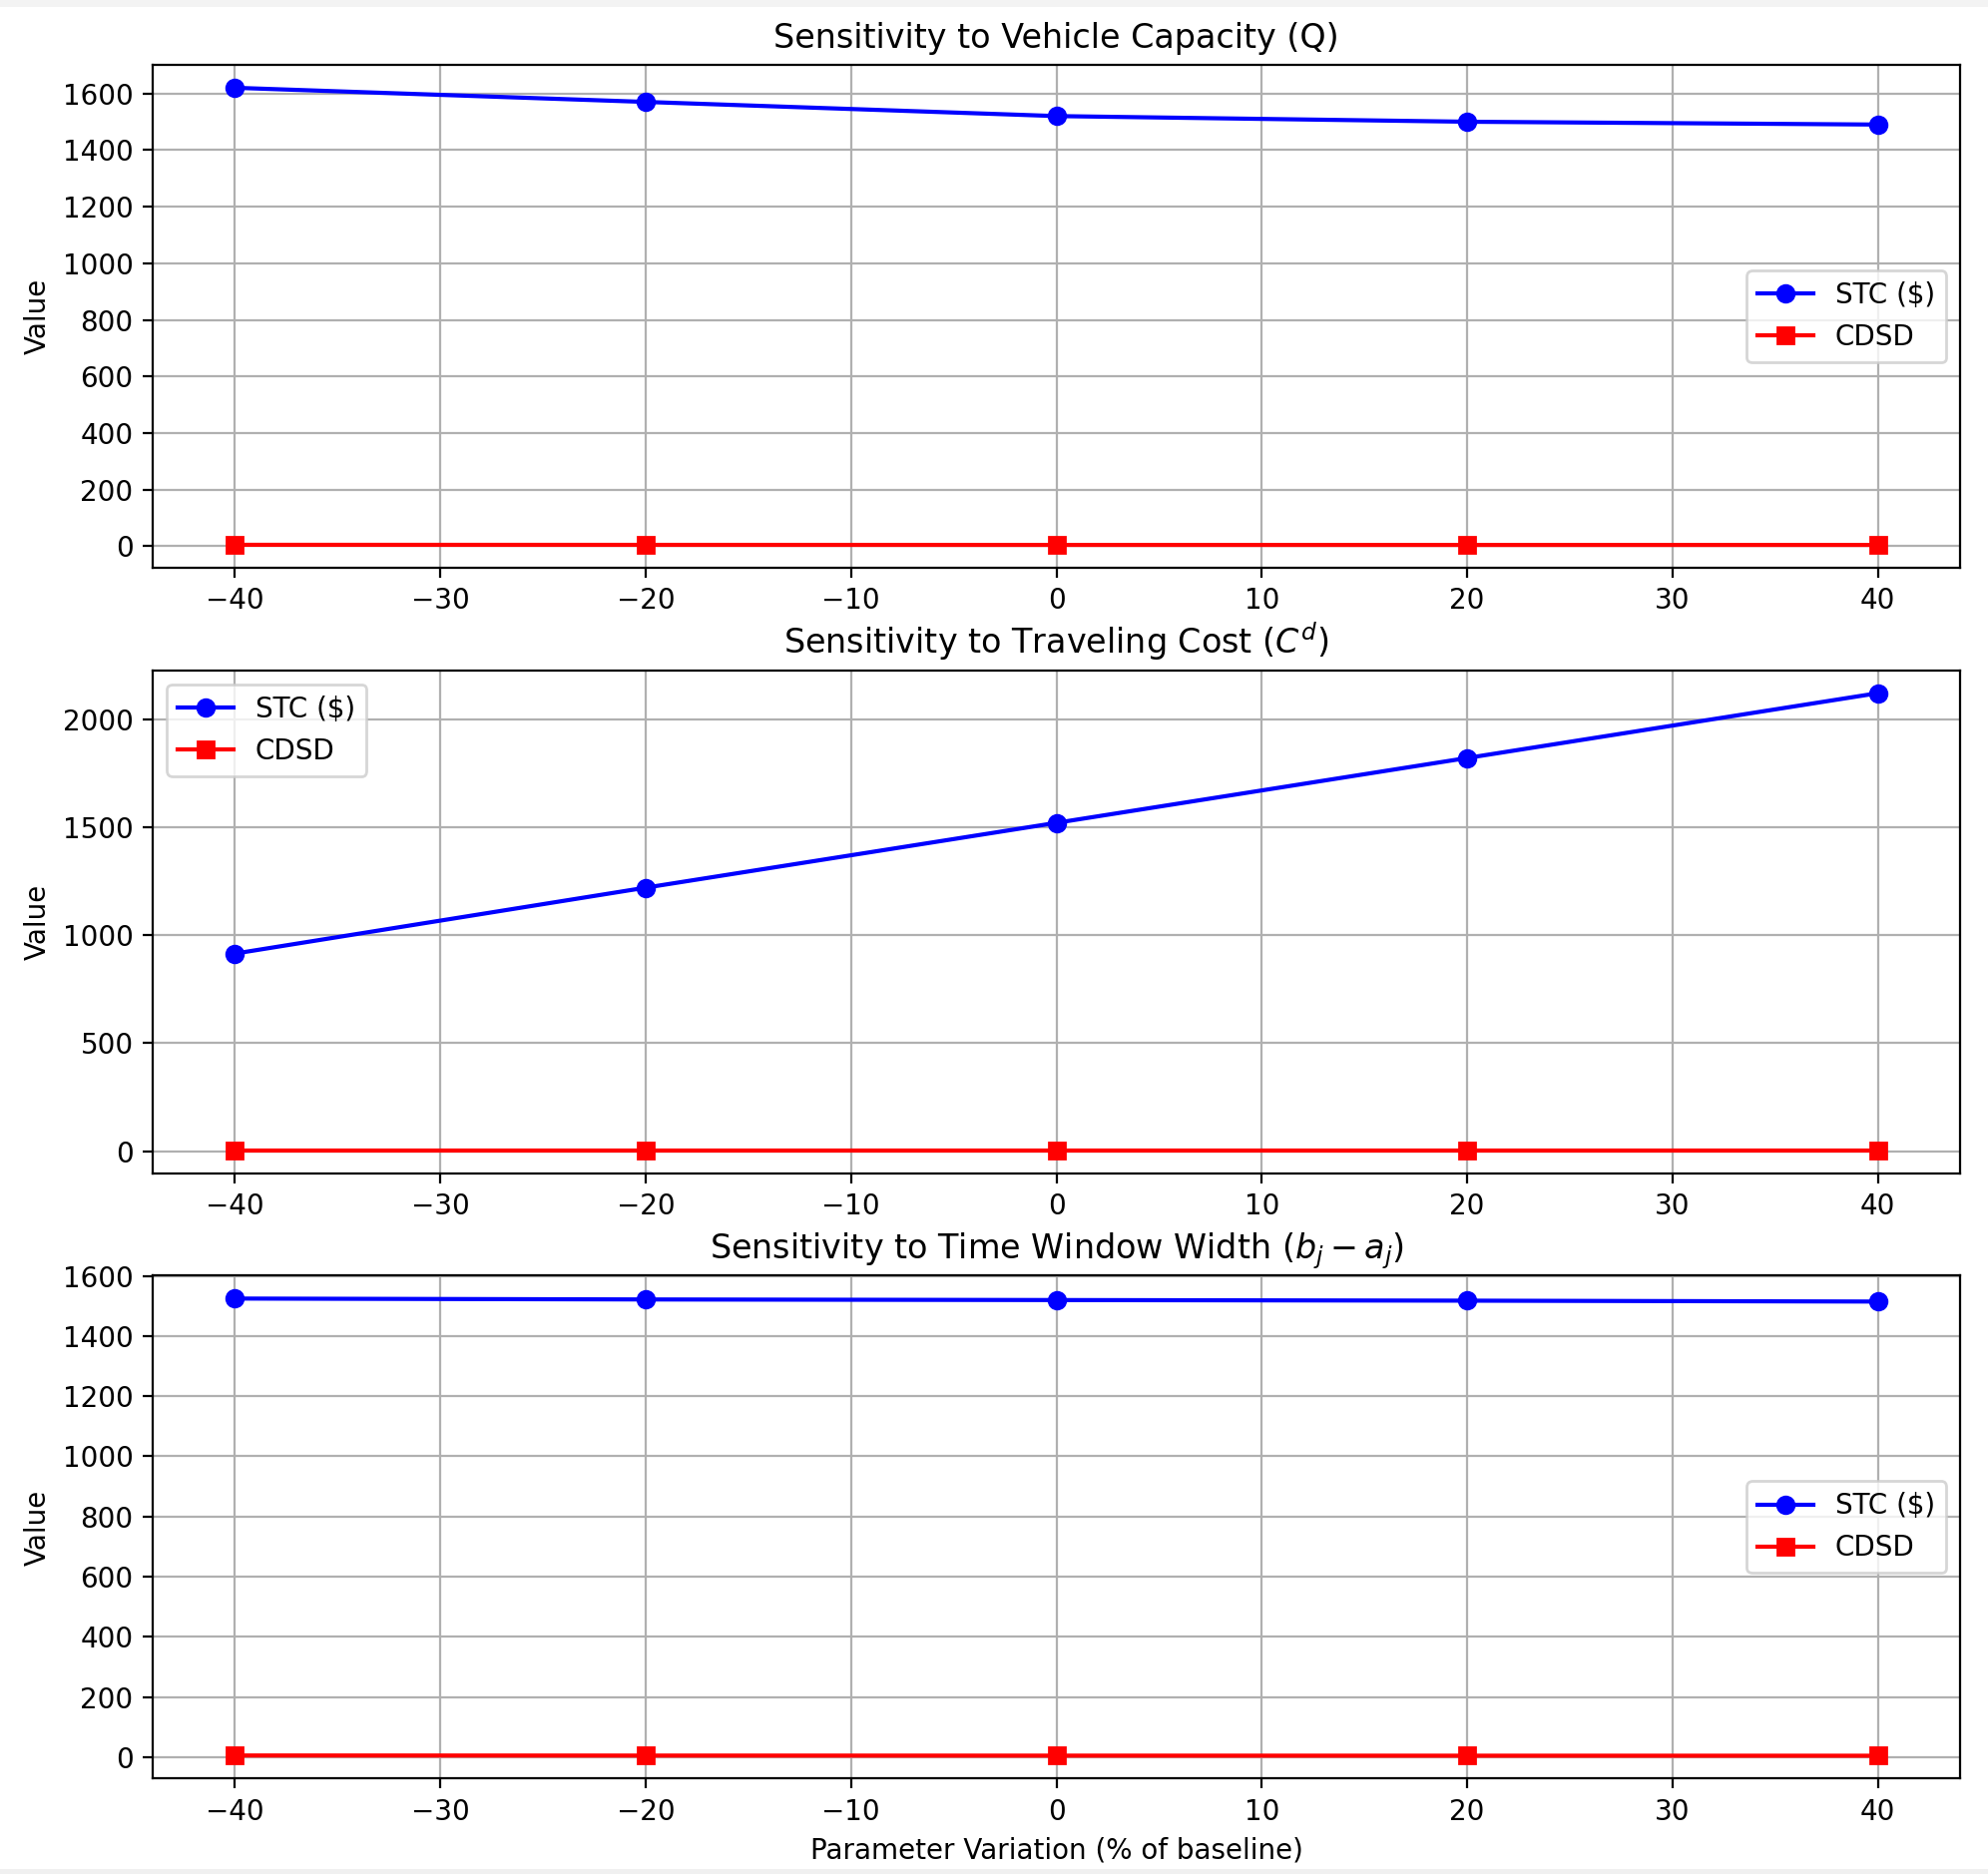 Sensitivity to Vehicle Capacity (Q)
1600
1400
1200
1000
800
600
400
200
0
Value
STC ($)
CDSD
−40 −30 −20 −10 0 10 20 30 40
Sensitivity to Traveling Cost (C^d)
STC ($)
CDSD
2000
1500
1000
500
0
Value
−40 −30 −20 −10 0 10 20 30 40
Sensitivity to Time Window Width (b_j − a_j)
1600
1400
1200
1000
800
600
400
200
0
Value
STC ($)
CDSD
−40 −30 −20 −10 0 10 20 30 40
Parameter Variation (% of baseline)